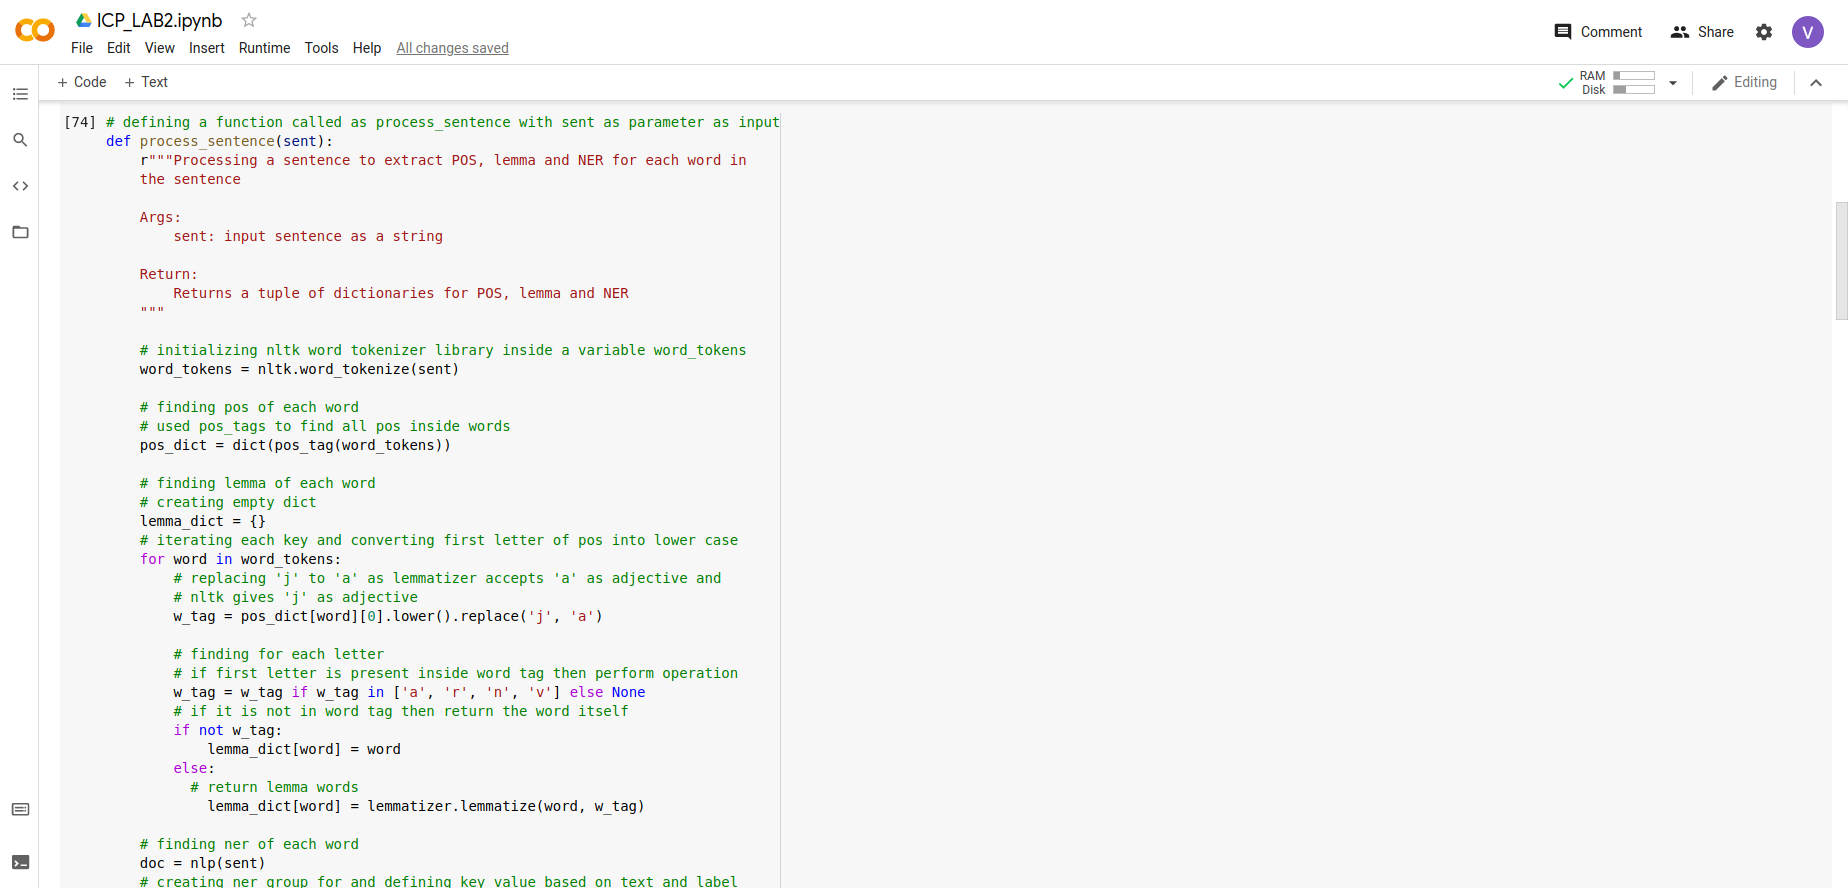 ICP_LAB2.ipynb
File Edit View Insert Runtime Tools Help All changes saved
Comment Share V
+ Code + Text
RAM
Disk
Editing
[74] # defining a function called as process_sentence with sent as parameter as input
def process_sentence(sent):
    r"""Processing a sentence to extract POS, lemma and NER for each word in
    the sentence

    Args:
        sent: input sentence as a string

    Return:
        Returns a tuple of dictionaries for POS, lemma and NER
    """

    # initializing nltk word tokenizer library inside a variable word_tokens
    word_tokens = nltk.word_tokenize(sent)

    # finding pos of each word
    # used pos_tags to find all pos inside words
    pos_dict = dict(pos_tag(word_tokens))

    # finding lemma of each word
    # creating empty dict
    lemma_dict = {}
    # iterating each key and converting first letter of pos into lower case
    for word in word_tokens:
        # replacing 'j' to 'a' as lemmatizer accepts 'a' as adjective and
        # nltk gives 'j' as adjective
        w_tag = pos_dict[word][0].lower().replace('j', 'a')

        # finding for each letter
        # if first letter is present inside word tag then perform operation
        w_tag = w_tag if w_tag in ['a', 'r', 'n', 'v'] else None
        # if it is not in word tag then return the word itself
        if not w_tag:
            lemma_dict[word] = word
        else:
          # return lemma words
            lemma_dict[word] = lemmatizer.lemmatize(word, w_tag)

    # finding ner of each word
    doc = nlp(sent)
    # creating ner group for and defining key value based on text and label